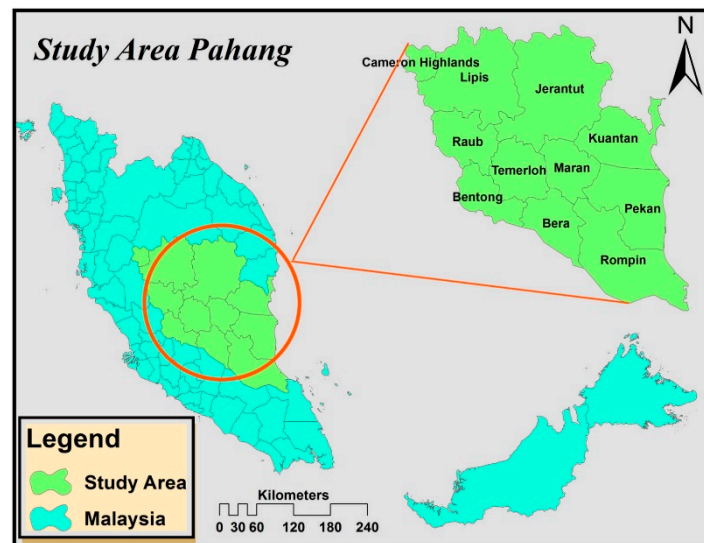 Study Area Pahang
N
Cameron Highlands
Lipis
Jerantut
Raub
Kuantan
Temerloh
Maran
Bentong
Bera
Pekan
Rompin
Legend
Study Area
Malaysia
Kilometers
0 30 60 120 180 240